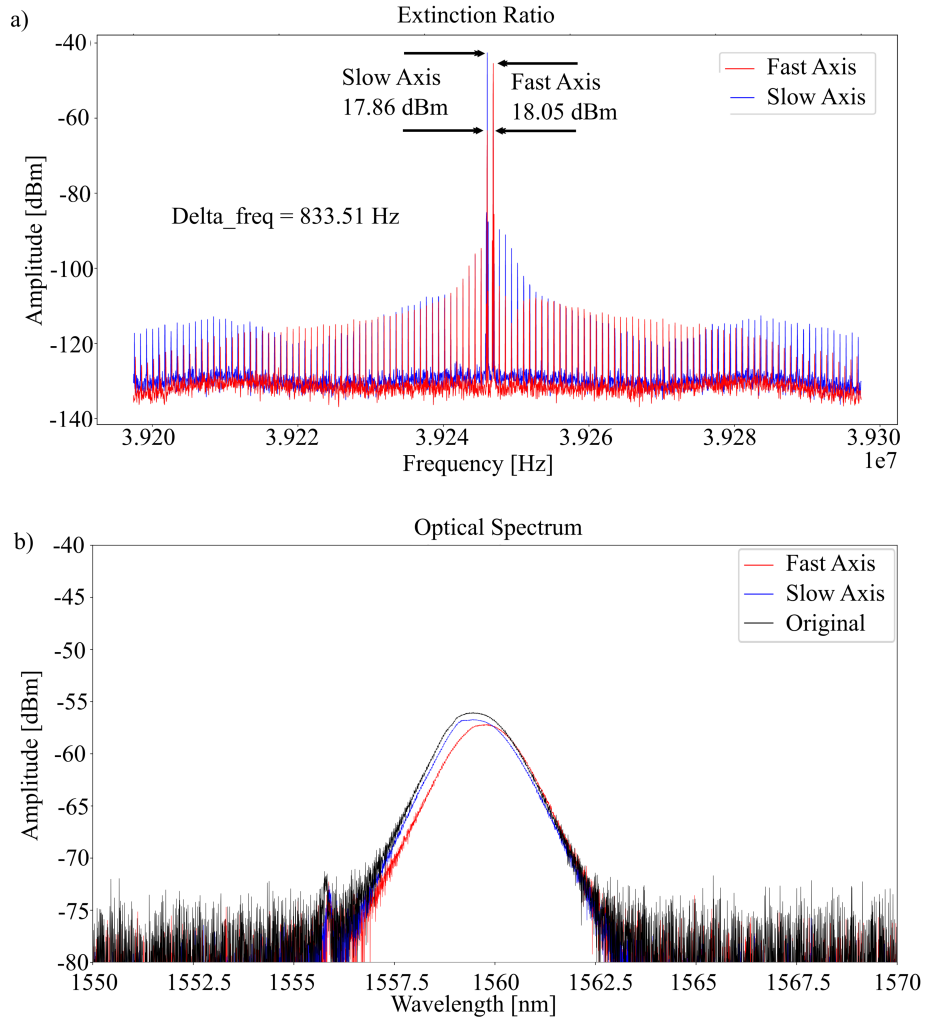 a)
Extinction Ratio
-40
-60
-80
-100
-120
-140
Amplitude [dBm]
Slow Axis
17.86 dBm
Fast Axis
18.05 dBm
Fast Axis
Slow Axis
Delta_freq = 833.51 Hz
3.920 3.922 3.924 3.926 3.928 3.930
1e7
Frequency [Hz]
b)
Optical Spectrum
-40
-45
-50
-55
-60
-65
-70
-75
-80
Amplitude [dBm]
Fast Axis
Slow Axis
Original
1550 1552.5 1555 1557.5 1560 1562.5 1565 1567.5 1570
Wavelength [nm]